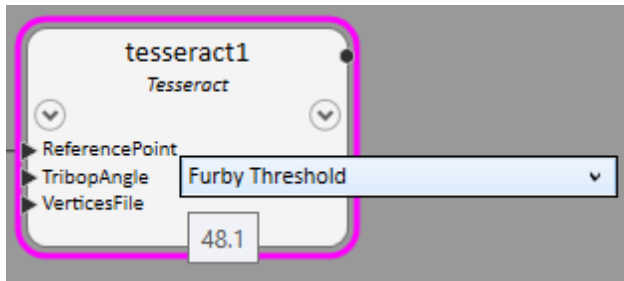 tesseract1
Tesseract
ReferencePoint
TribopAngle
Furby Threshold
VerticesFile
48.1